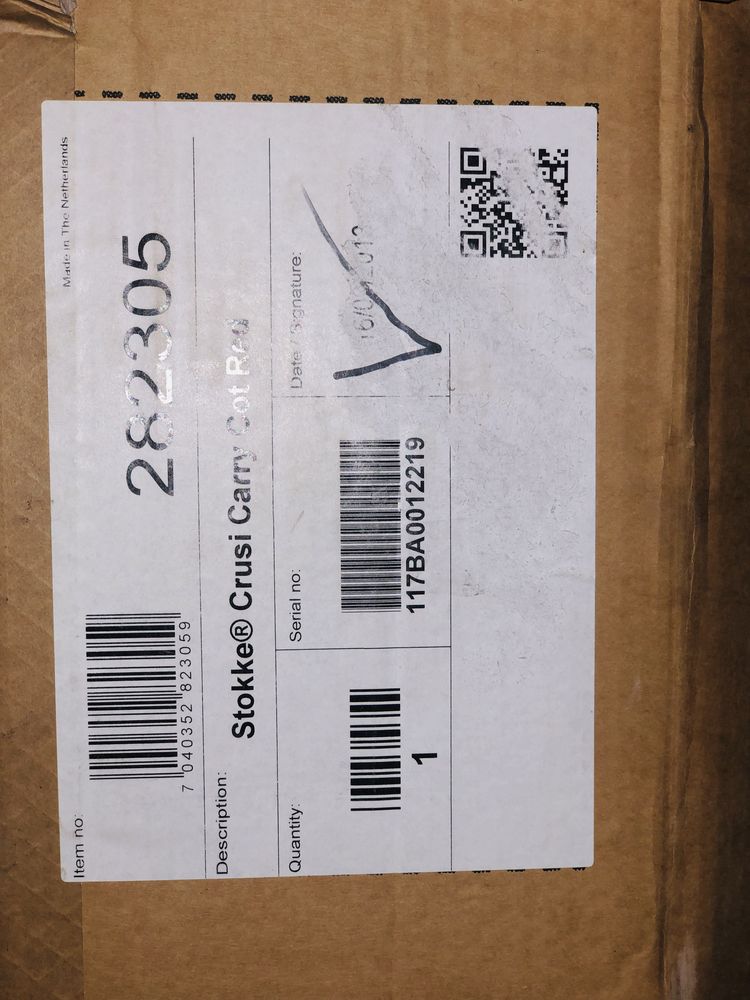 Made in The Netherlands
Item no:
7 040352 823059
282305
Description:
Stokke® Crusi Carry Cot Red
Quantity:
1
Serial no:
117BA0012219
Date / Signature: